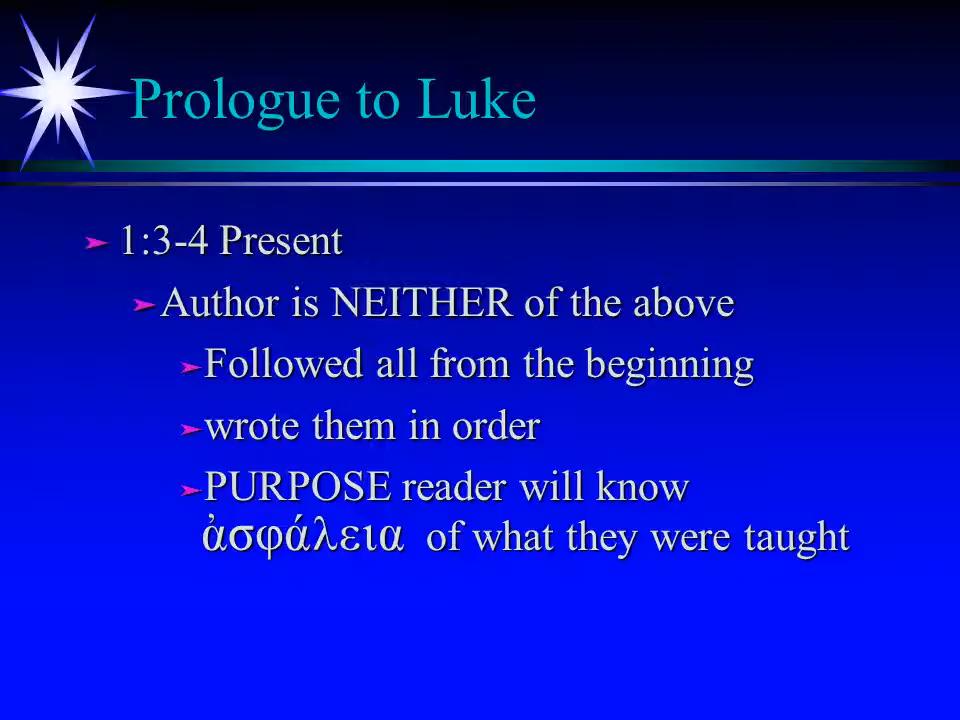 Prologue to Luke
1:3-4 Present
Author is NEITHER of the above
Followed all from the beginning
wrote them in order
PURPOSE reader will know
ἀσφάλεια of what they were taught